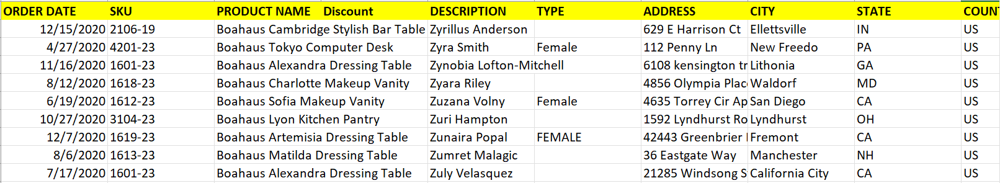 ORDER DATE SKU PRODUCT NAME Discount DESCRIPTION TYPE ADDRESS CITY STATE COUNT
12/15/2020 2106-19 Boahaus Cambridge Stylish Bar Table Zyrillus Anderson 629 E Harrison Ct Ellettsville IN US
4/27/2020 4201-23 Boahaus Tokyo Computer Desk Zyra Smith Female 112 Penny Ln New Freedo PA US
11/16/2020 1601-23 Boahaus Alexandra Dressing Table Zynobia Lofton-Mitchell 6108 kensington tr Lithonia GA US
8/12/2020 1618-23 Boahaus Charlotte Makeup Vanity Zyara Riley 4856 Olympia Plac Waldorf MD US
6/19/2020 1612-23 Boahaus Sofia Makeup Vanity Zuzana Volny Female 4635 Torrey Cir Ap San Diego CA US
10/27/2020 3104-23 Boahaus Lyon Kitchen Pantry Zuri Hampton 1592 Lyndhurst Ro Lyndhurst OH US
12/7/2020 1619-23 Boahaus Artemisia Dressing Table Zunaira Popal FEMALE 42443 Greenbrier Fremont CA US
8/6/2020 1613-23 Boahaus Matilda Dressing Table Zumret Malagic 36 Eastgate Way Manchester NH US
7/17/2020 1601-23 Boahaus Alexandra Dressing Table Zuly Velasquez 21285 Windsong S California City CA US